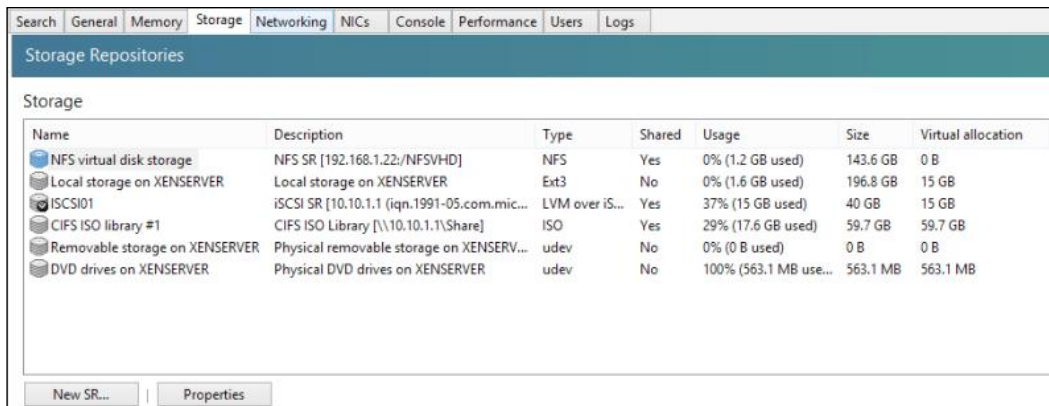 Search General Memory Storage Networking NICs Console Performance Users Logs
Storage Repositories
Storage
Name Description Type Shared Usage Size Virtual allocation
NFS virtual disk storage NFS SR [192.168.1.22:/NFSVHD] NFS Yes 0% (1.2 GB used) 143.6 GB 0 B
Local storage on XENSERVER Local storage on XENSERVER Ext3 No 0% (1.6 GB used) 196.8 GB 15 GB
ISCSI01 iSCSI SR [10.10.1.1 (iqn.1991-05.com.mic... LVM over iS... Yes 37% (15 GB used) 40 GB 15 GB
CIFS ISO library #1 CIFS ISO Library [\\10.10.1.1\Share] ISO Yes 29% (17.6 GB used) 59.7 GB 59.7 GB
Removable storage on XENSERVER Physical removable storage on XENSERV... udev No 0% (0 B used) 0 B 0 B
DVD drives on XENSERVER Physical DVD drives on XENSERVER udev No 100% (563.1 MB use... 563.1 MB 563.1 MB
New SR... | Properties